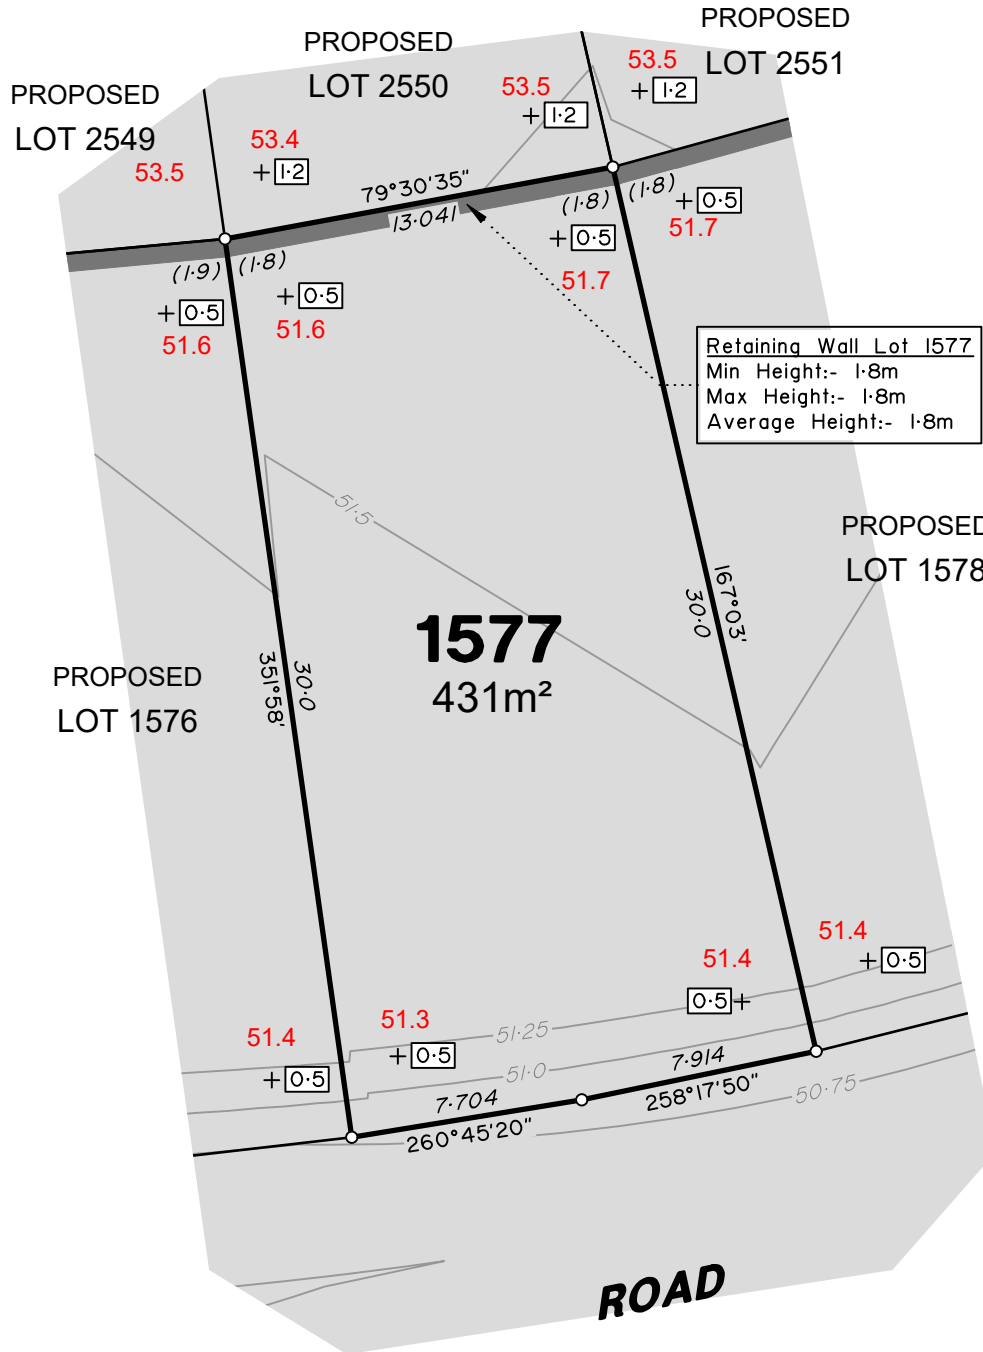 PROPOSED
LOT 2551
PROPOSED
LOT 2550
PROPOSED
LOT 2549
53.5
1·2
53.5
1·2
53.4
1·2
53.5
79°30'35"
13·041
(1·8)
(1·8)
0·5
51.7
0·5
51.7
(1·9)
(1·8)
0·5
51.6
0·5
51.6
Retaining Wall Lot 1577
Min Height:- 1·8m
Max Height:- 1·8m
Average Height:- 1·8m
51·5
PROPOSED
LOT 1578
167°03'
30·0
1577
431m²
351°58'
30·0
PROPOSED
LOT 1576
51.4
0·5
51.4
0·5
51.3
0·5
51.4
0·5
51·25
51·0
50·75
7·914
258°17'50"
7·704
260°45'20"
ROAD